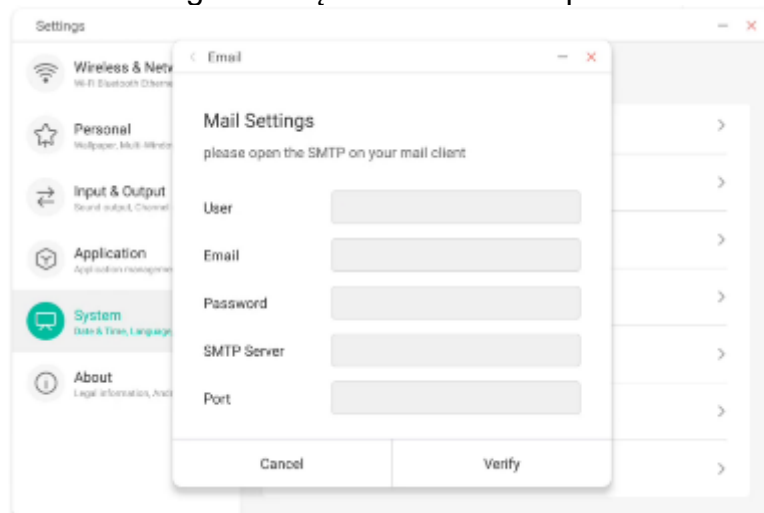 Settings
Email
Wireless & Netw
Wi-Fi Bluetooth Etherne
Personal
Wallpaper, Multi-Window
Input & Output
Sound output, Channel
Application
Application manageme
System
Date & Time, Language,
About
Legal information, Andr
Mail Settings
please open the SMTP on your mail client
User
Email
Password
SMTP Server
Port
Cancel
Verify